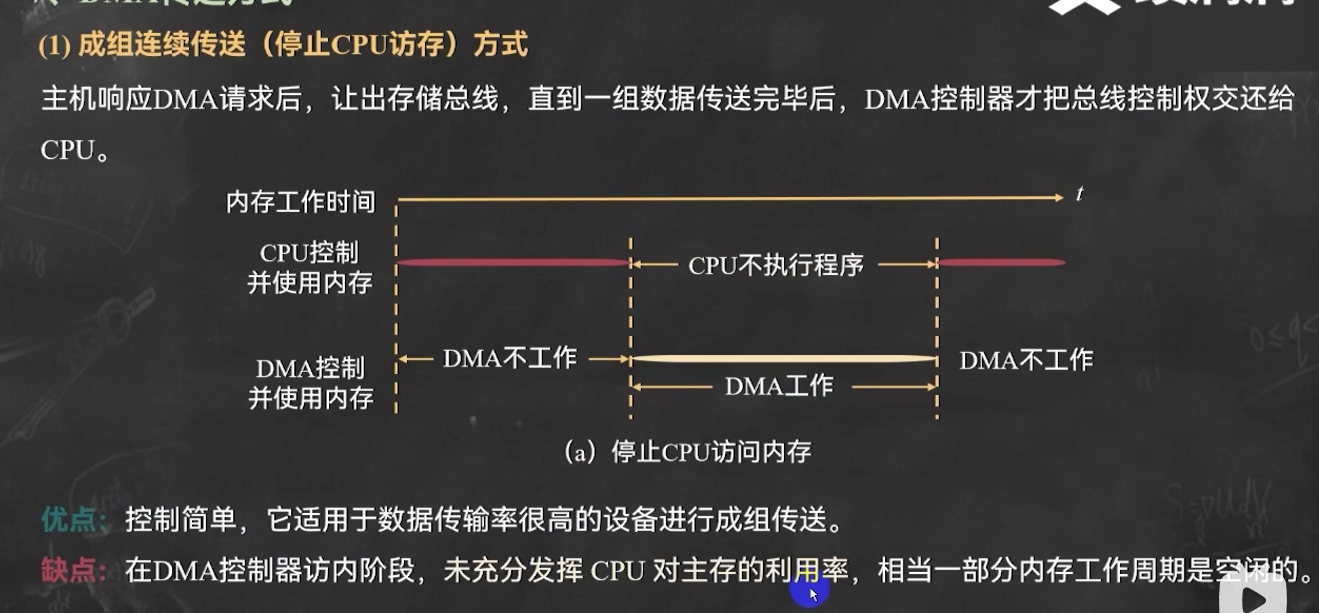 (1) 成组连续传送（停止CPU访存）方式
主机响应DMA请求后，让出存储总线，直到一组数据传送完毕后，DMA控制器才把总线控制权交还给
CPU。
内存工作时间
t
CPU控制
并使用内存
CPU不执行程序
DMA控制
并使用内存
DMA不工作
DMA工作
DMA不工作
（a）停止CPU访问内存
优点：控制简单，它适用于数据传输率很高的设备进行成组传送。
缺点：在DMA控制器访内阶段，未充分发挥 CPU 对主存的利用率，相当一部分内存工作周期是空闲的。